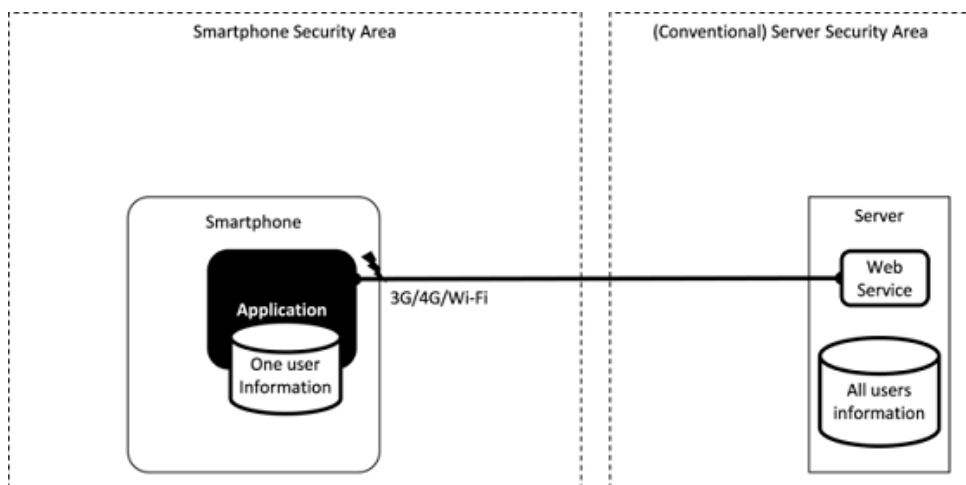 Smartphone Security Area
(Conventional) Server Security Area
Smartphone
Application
One user
Information
3G/4G/Wi-Fi
Server
Web
Service
All users
information